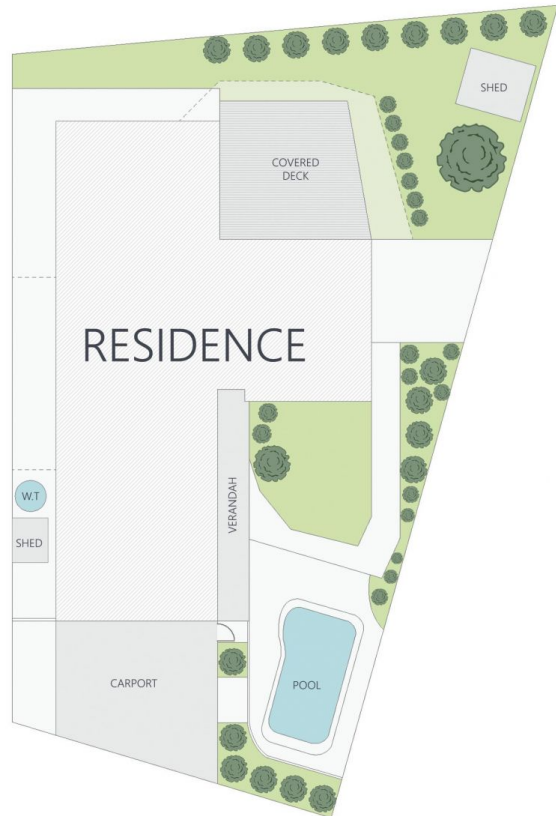 SHED
COVERED
DECK
RESIDENCE
W.T
SHED
VERANDAH
CARPORT
POOL